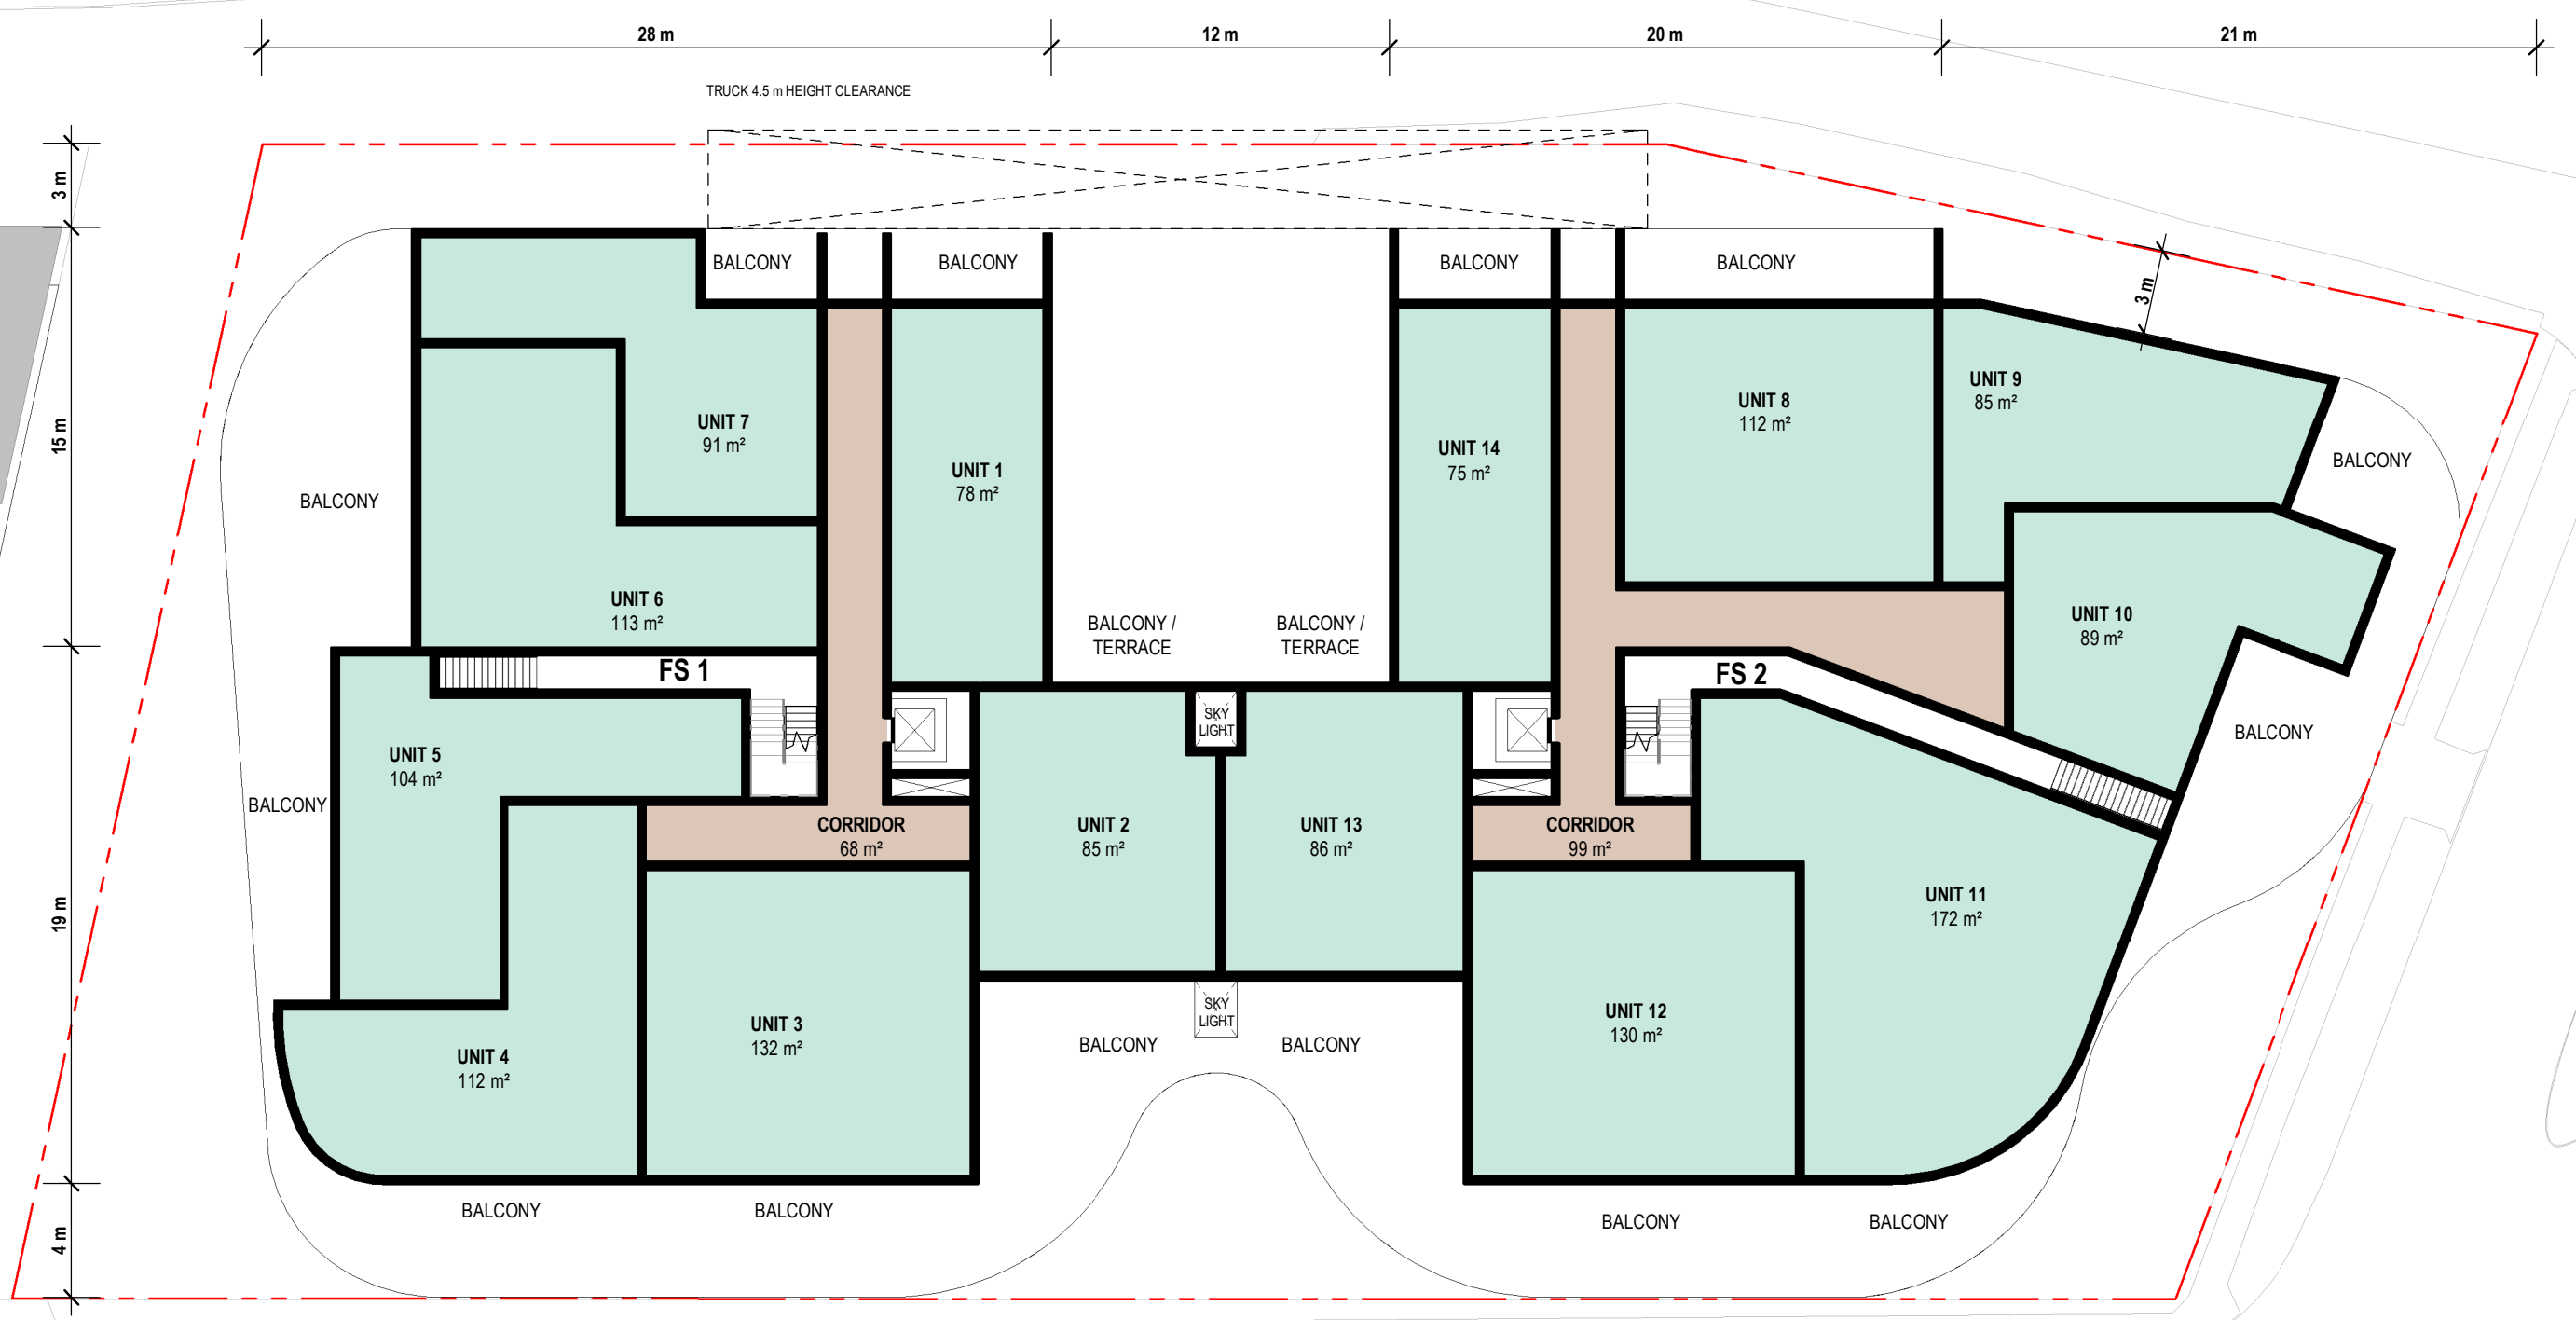 28 m
12 m
20 m
21 m
TRUCK 4.5 m HEIGHT CLEARANCE
3 m
15 m
19 m
4 m
3 m
BALCONY
BALCONY
BALCONY
BALCONY
UNIT 7
91 m²
UNIT 1
78 m²
UNIT 14
75 m²
UNIT 8
112 m²
UNIT 9
85 m²
BALCONY
BALCONY
UNIT 6
113 m²
BALCONY /
TERRACE
BALCONY /
TERRACE
UNIT 10
89 m²
FS 1
FS 2
SKY
LIGHT
BALCONY
UNIT 5
104 m²
BALCONY
CORRIDOR
68 m²
UNIT 2
85 m²
UNIT 13
86 m²
CORRIDOR
99 m²
UNIT 11
172 m²
SKY
LIGHT
UNIT 4
112 m²
UNIT 3
132 m²
BALCONY
BALCONY
UNIT 12
130 m²
BALCONY
BALCONY
BALCONY
BALCONY